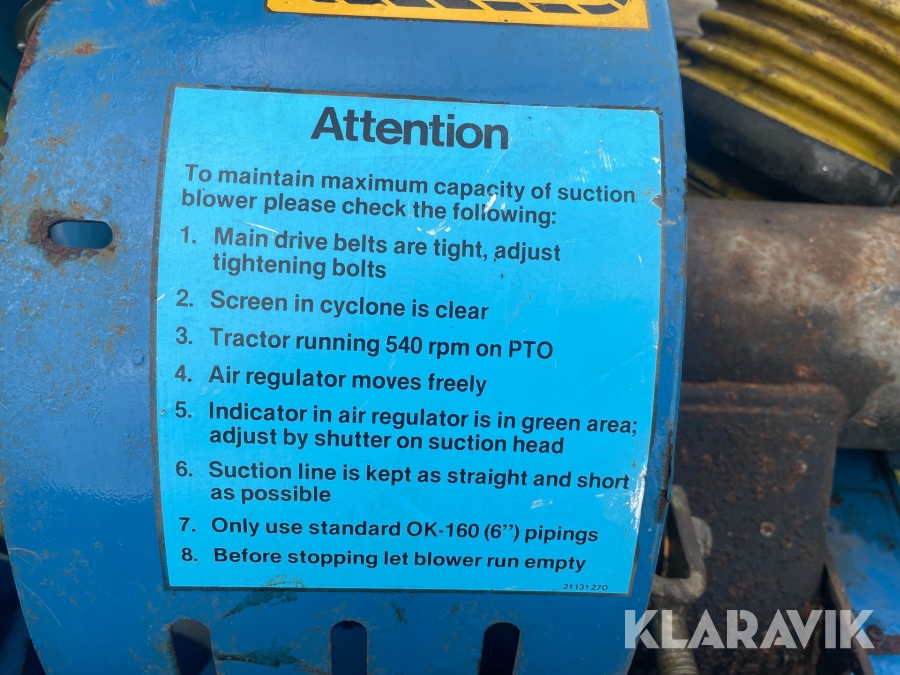 Attention
To maintain maximum capacity of suction
blower please check the following:
1. Main drive belts are tight, adjust
tightening bolts
2. Screen in cyclone is clear
3. Tractor running 540 rpm on PTO
4. Air regulator moves freely
5. Indicator in air regulator is in green area;
adjust by shutter on suction head
6. Suction line is kept as straight and short
as possible
7. Only use standard OK-160 (6”) pipings
8. Before stopping let blower run empty
21 131 270
KLARAVIK